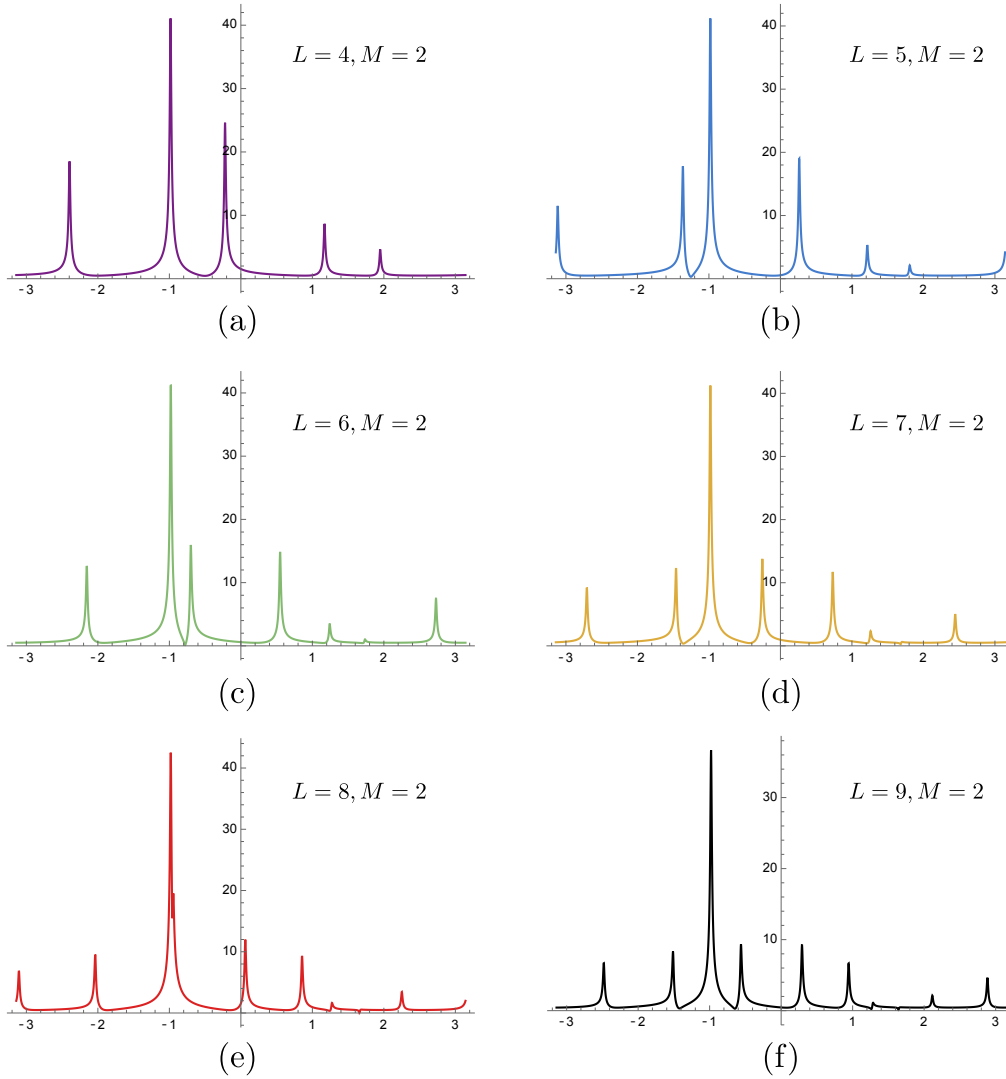 40
30
20
10
-3 -2 -1 1 2 3
L = 4, M = 2
(a)
40
30
20
10
-3 -2 -1 1 2 3
L = 5, M = 2
(b)
40
30
20
10
-3 -2 -1 1 2 3
L = 6, M = 2
(c)
40
30
20
10
-3 -2 -1 1 2 3
L = 7, M = 2
(d)
40
30
20
10
-3 -2 -1 1 2 3
L = 8, M = 2
(e)
30
20
10
-3 -2 -1 1 2 3
L = 9, M = 2
(f)